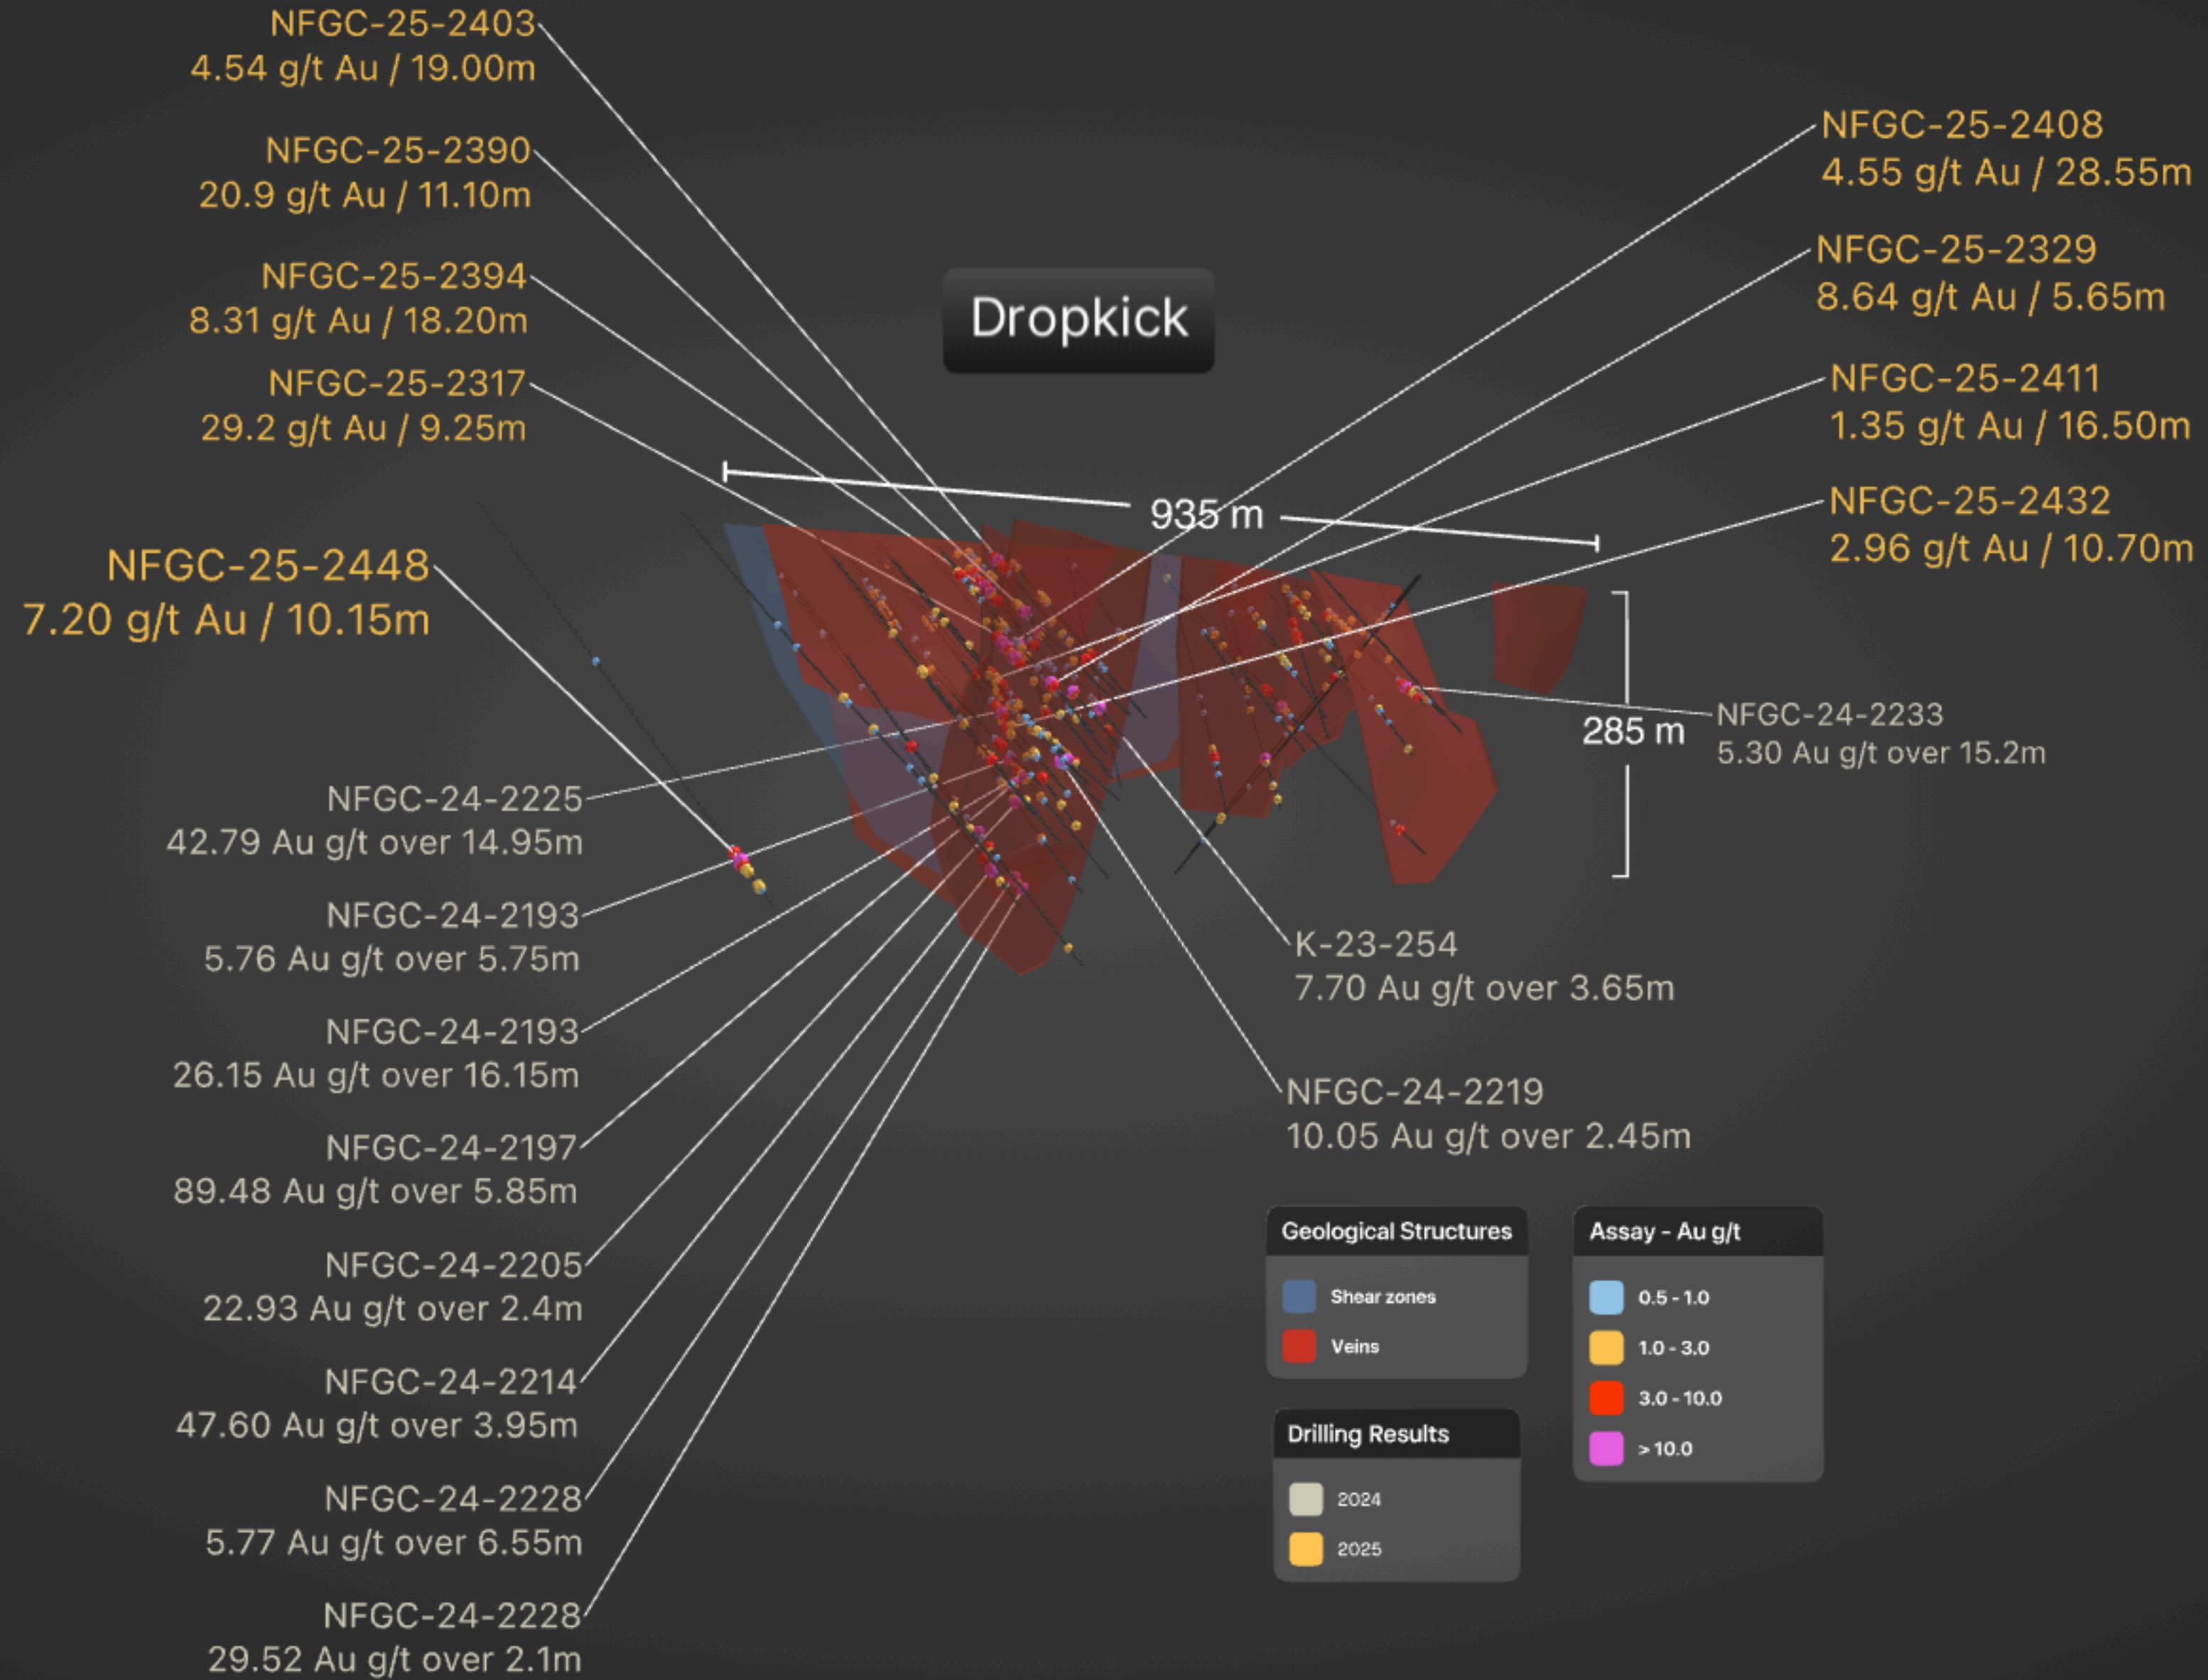 NFGC-25-2403
4.54 g/t Au / 19.00m
NFGC-25-2390
20.9 g/t Au / 11.10m
NFGC-25-2394
8.31 g/t Au / 18.20m
NFGC-25-2317
29.2 g/t Au / 9.25m
NFGC-25-2448
7.20 g/t Au / 10.15m
Dropkick
935 m
NFGC-25-2408
4.55 g/t Au / 28.55m
NFGC-25-2329
8.64 g/t Au / 5.65m
NFGC-25-2411
1.35 g/t Au / 16.50m
NFGC-25-2432
2.96 g/t Au / 10.70m
285 m
NFGC-24-2233
5.30 Au g/t over 15.2m
NFGC-24-2225
42.79 Au g/t over 14.95m
NFGC-24-2193
5.76 Au g/t over 5.75m
NFGC-24-2193
26.15 Au g/t over 16.15m
NFGC-24-2197
89.48 Au g/t over 5.85m
NFGC-24-2205
22.93 Au g/t over 2.4m
NFGC-24-2214
47.60 Au g/t over 3.95m
NFGC-24-2228
5.77 Au g/t over 6.55m
NFGC-24-2228
29.52 Au g/t over 2.1m
K-23-254
7.70 Au g/t over 3.65m
NFGC-24-2219
10.05 Au g/t over 2.45m
Geological Structures
Shear zones
Veins
Drilling Results
2024
2025
Assay - Au g/t
0.5 - 1.0
1.0 - 3.0
3.0 - 10.0
> 10.0